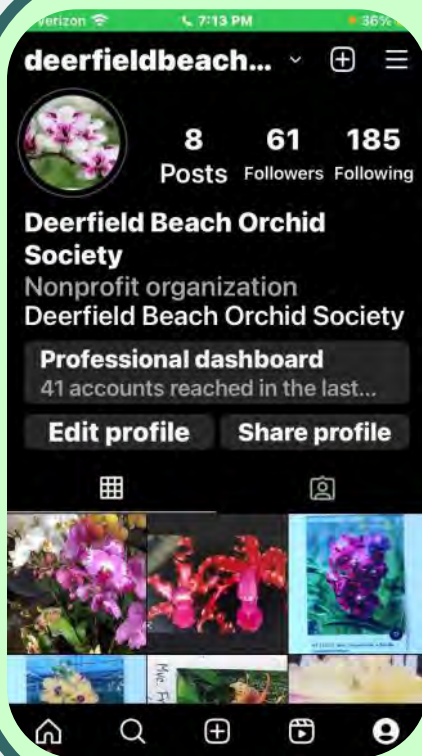 verizon 7:13 PM 36%
deerfieldbeach...
8 61 185
Posts Followers Following
Deerfield Beach Orchid
Society
Nonprofit organization
Deerfield Beach Orchid Society
Professional dashboard
41 accounts reached in the last...
Edit profile Share profile